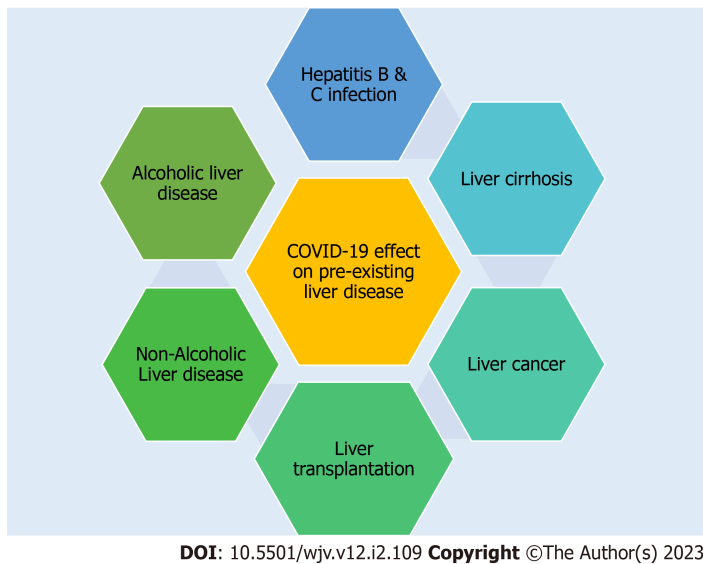 Hepatitis B &
C infection
Liver cirrhosis
Liver cancer
Liver
transplantation
Non-Alcoholic
Liver disease
Alcoholic liver
disease
COVID-19 effect
on pre-existing
liver disease
DOI: 10.5501/wjv.v12.i2.109 Copyright ©The Author(s) 2023